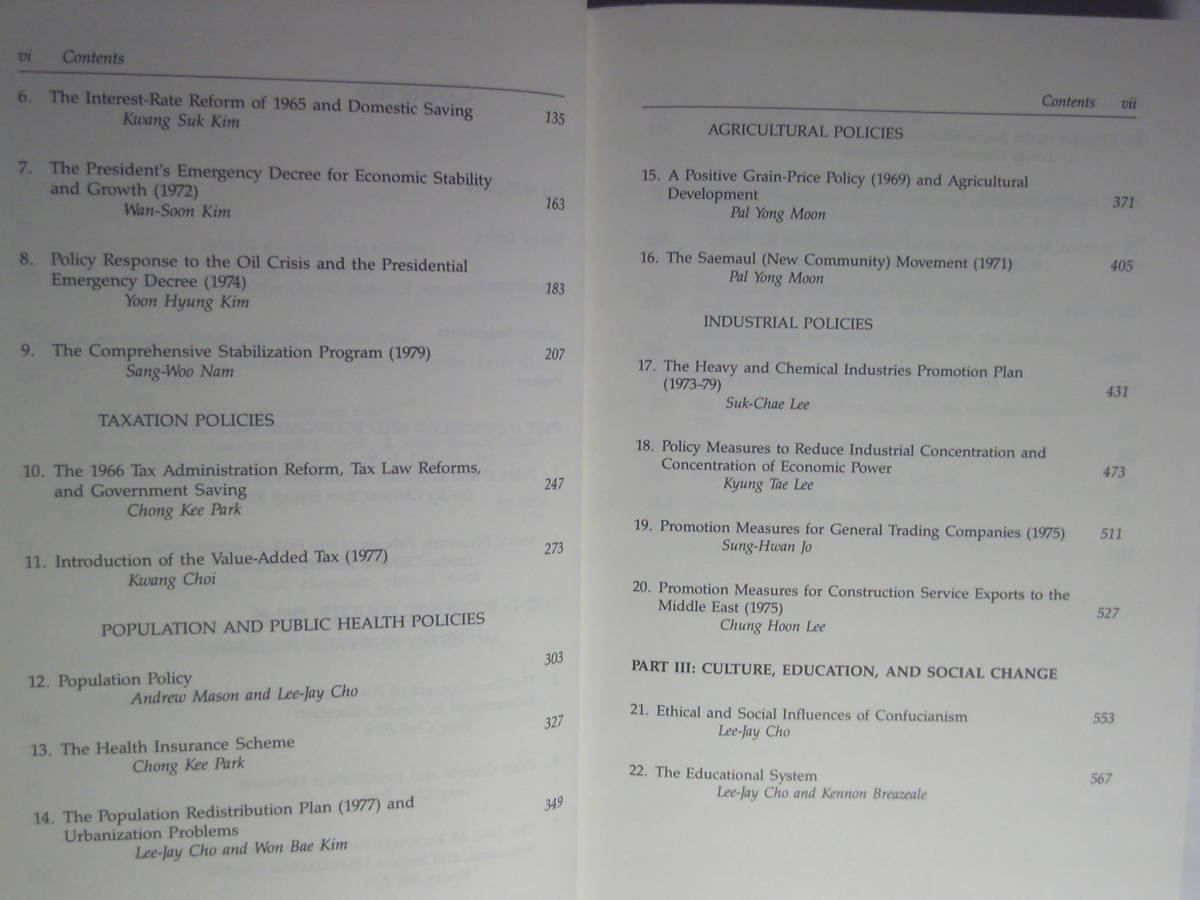 vi Contents
6. The Interest-Rate Reform of 1965 and Domestic Saving
Kwang Suk Kim 135
7. The President's Emergency Decree for Economic Stability
and Growth (1972) 163
Wan-Soon Kim
8. Policy Response to the Oil Crisis and the Presidential
Emergency Decree (1974) 183
Yoon Hyung Kim
9. The Comprehensive Stabilization Program (1979) 207
Sang-Woo Nam
TAXATION POLICIES
10. The 1966 Tax Administration Reform, Tax Law Reforms,
and Government Saving 247
Chong Kee Park
11. Introduction of the Value-Added Tax (1977) 273
Kwang Choi
POPULATION AND PUBLIC HEALTH POLICIES
12. Population Policy 303
Andrew Mason and Lee-Jay Cho
13. The Health Insurance Scheme 327
Chong Kee Park
14. The Population Redistribution Plan (1977) and 349
Urbanization Problems
Lee-Jay Cho and Won Bae Kim
Contents vii
AGRICULTURAL POLICIES
15. A Positive Grain-Price Policy (1969) and Agricultural
Development 371
Pal Yong Moon
16. The Saemaul (New Community) Movement (1971) 405
Pal Yong Moon
INDUSTRIAL POLICIES
17. The Heavy and Chemical Industries Promotion Plan
(1973–79) 431
Suk-Chae Lee
18. Policy Measures to Reduce Industrial Concentration and
Concentration of Economic Power 473
Kyung Tae Lee
19. Promotion Measures for General Trading Companies (1975) 511
Sung-Hwan Jo
20. Promotion Measures for Construction Service Exports to the
Middle East (1975) 527
Chung Hoon Lee
PART III: CULTURE, EDUCATION, AND SOCIAL CHANGE
21. Ethical and Social Influences of Confucianism 553
Lee-Jay Cho
22. The Educational System 567
Lee-Jay Cho and Kennon Breazeale